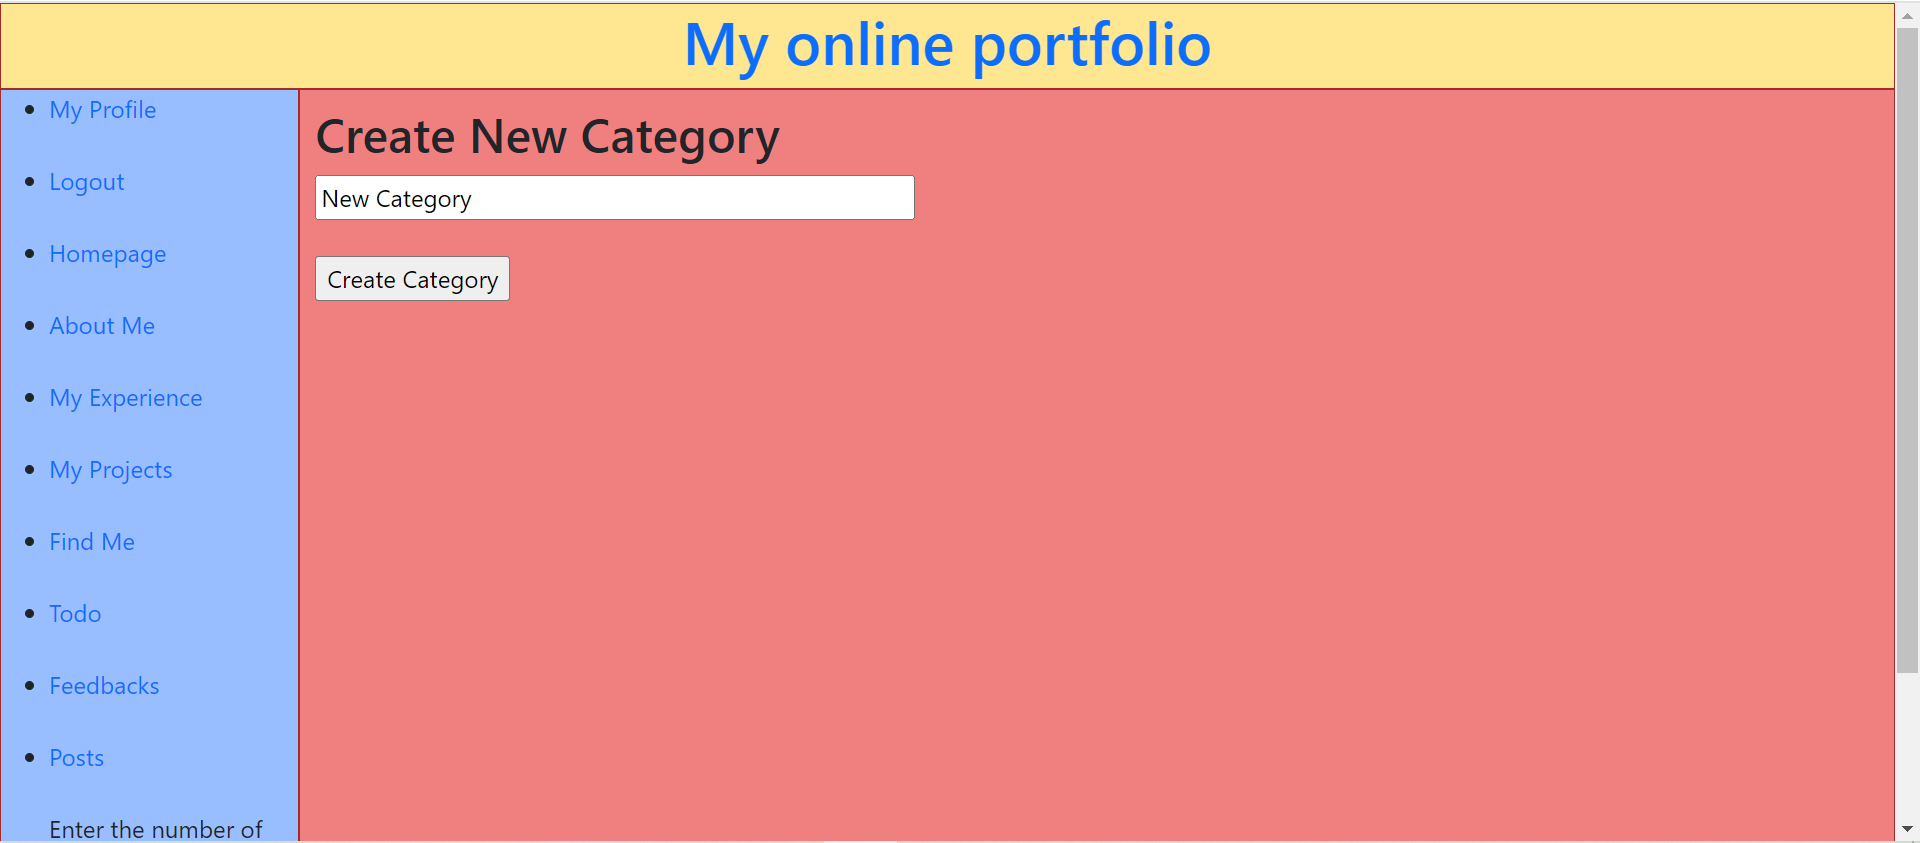 My online portfolio
My Profile
Logout
Homepage
About Me
My Experience
My Projects
Find Me
Todo
Feedbacks
Posts
Enter the number of
Create New Category
New Category
Create Category